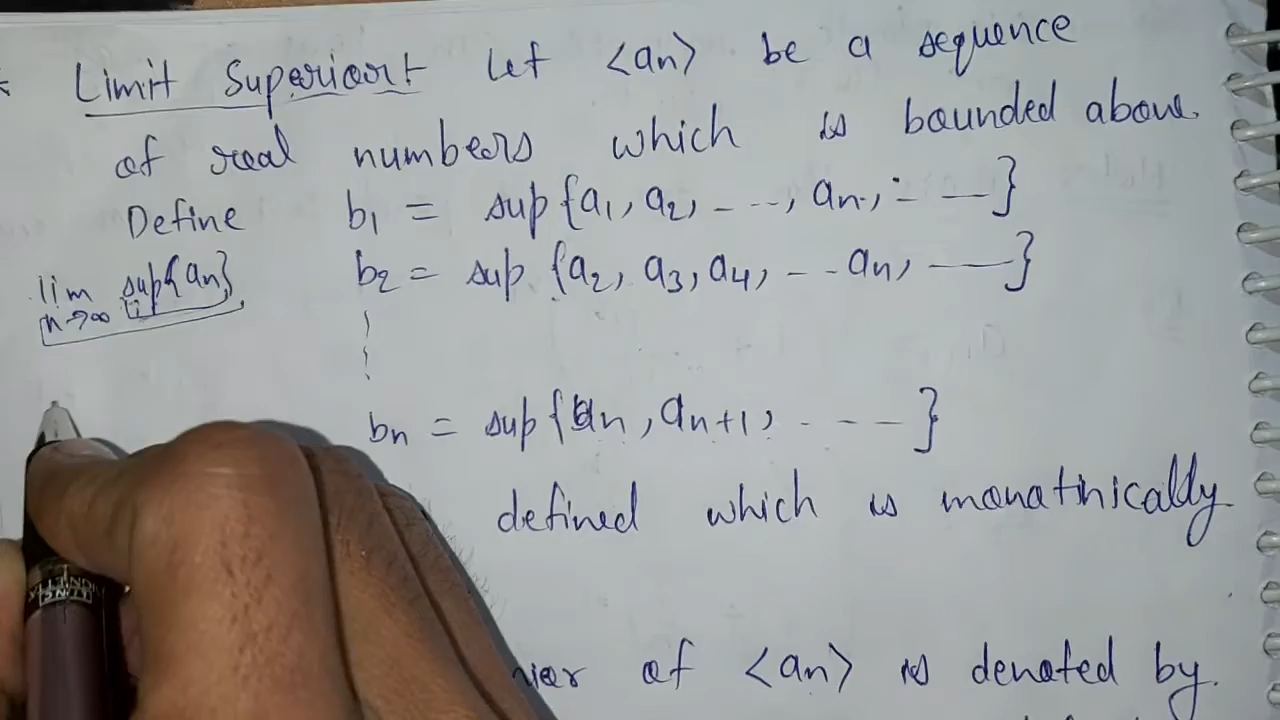 Limit Superior:- Let <an> be a sequence
of real numbers which is bounded above.
Define b1 = sup{a1, a2, - - -, an, - - —}
b2 = sup {a2, a3, a4, - - an, —}
lim sup{an}
n→∞
bn = sup{an, an+1, - - - —}
defined which is monatinically
of <an> is denoted by.